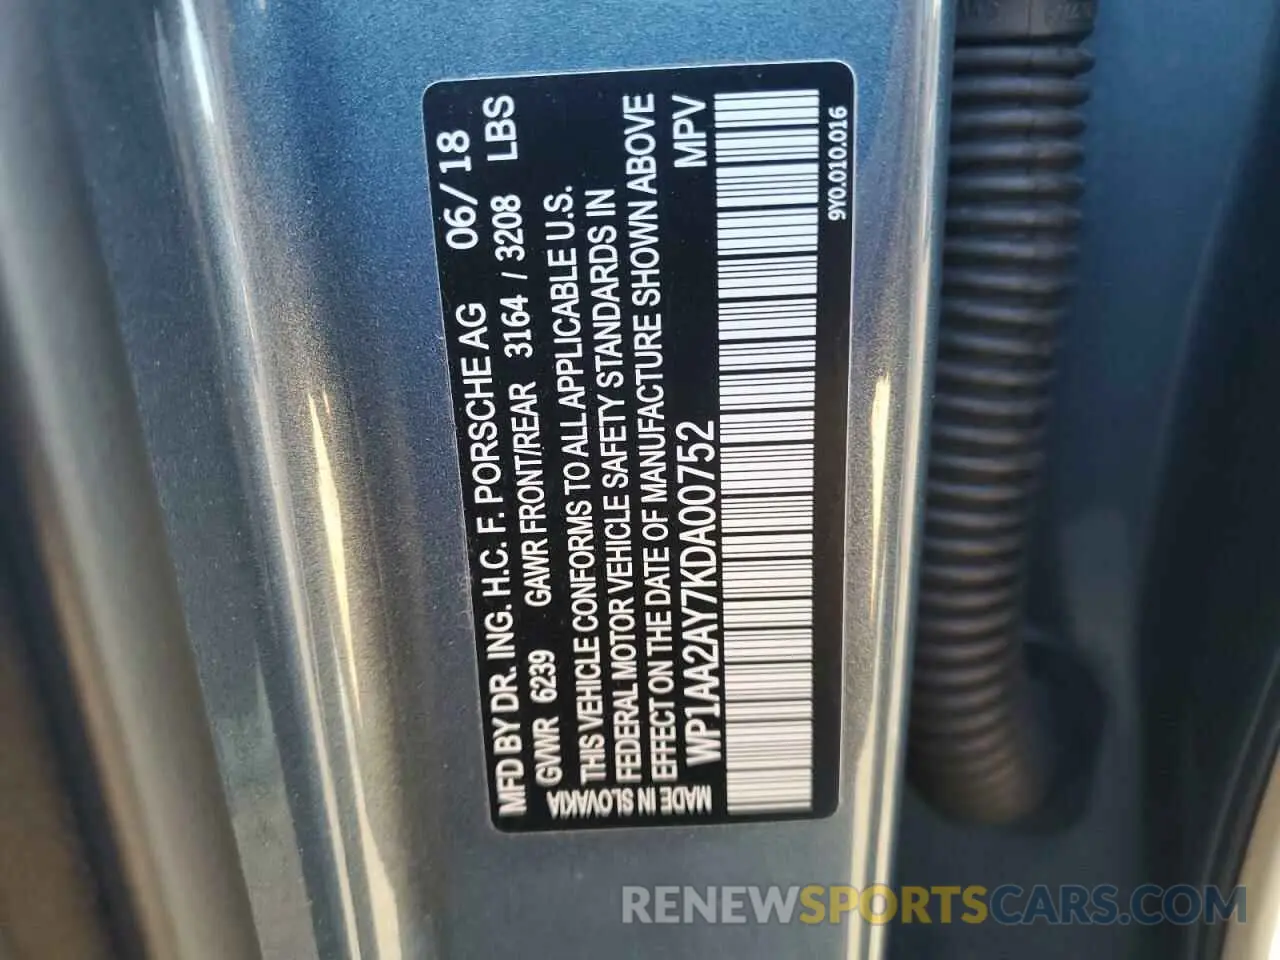 MFD BY DR. ING. H.C. F. PORSCHE AG 06/18
GVWR 6239 GAWR FRONT/REAR 3164 / 3208 LBS
THIS VEHICLE CONFORMS TO ALL APPLICABLE U.S.
FEDERAL MOTOR VEHICLE SAFETY STANDARDS IN
EFFECT ON THE DATE OF MANUFACTURE SHOWN ABOVE
WP1AA2AY7KDA00752 MPV
MADE IN SLOVAKIA
9Y0.010.016
RENEWSPORTSCARS.COM